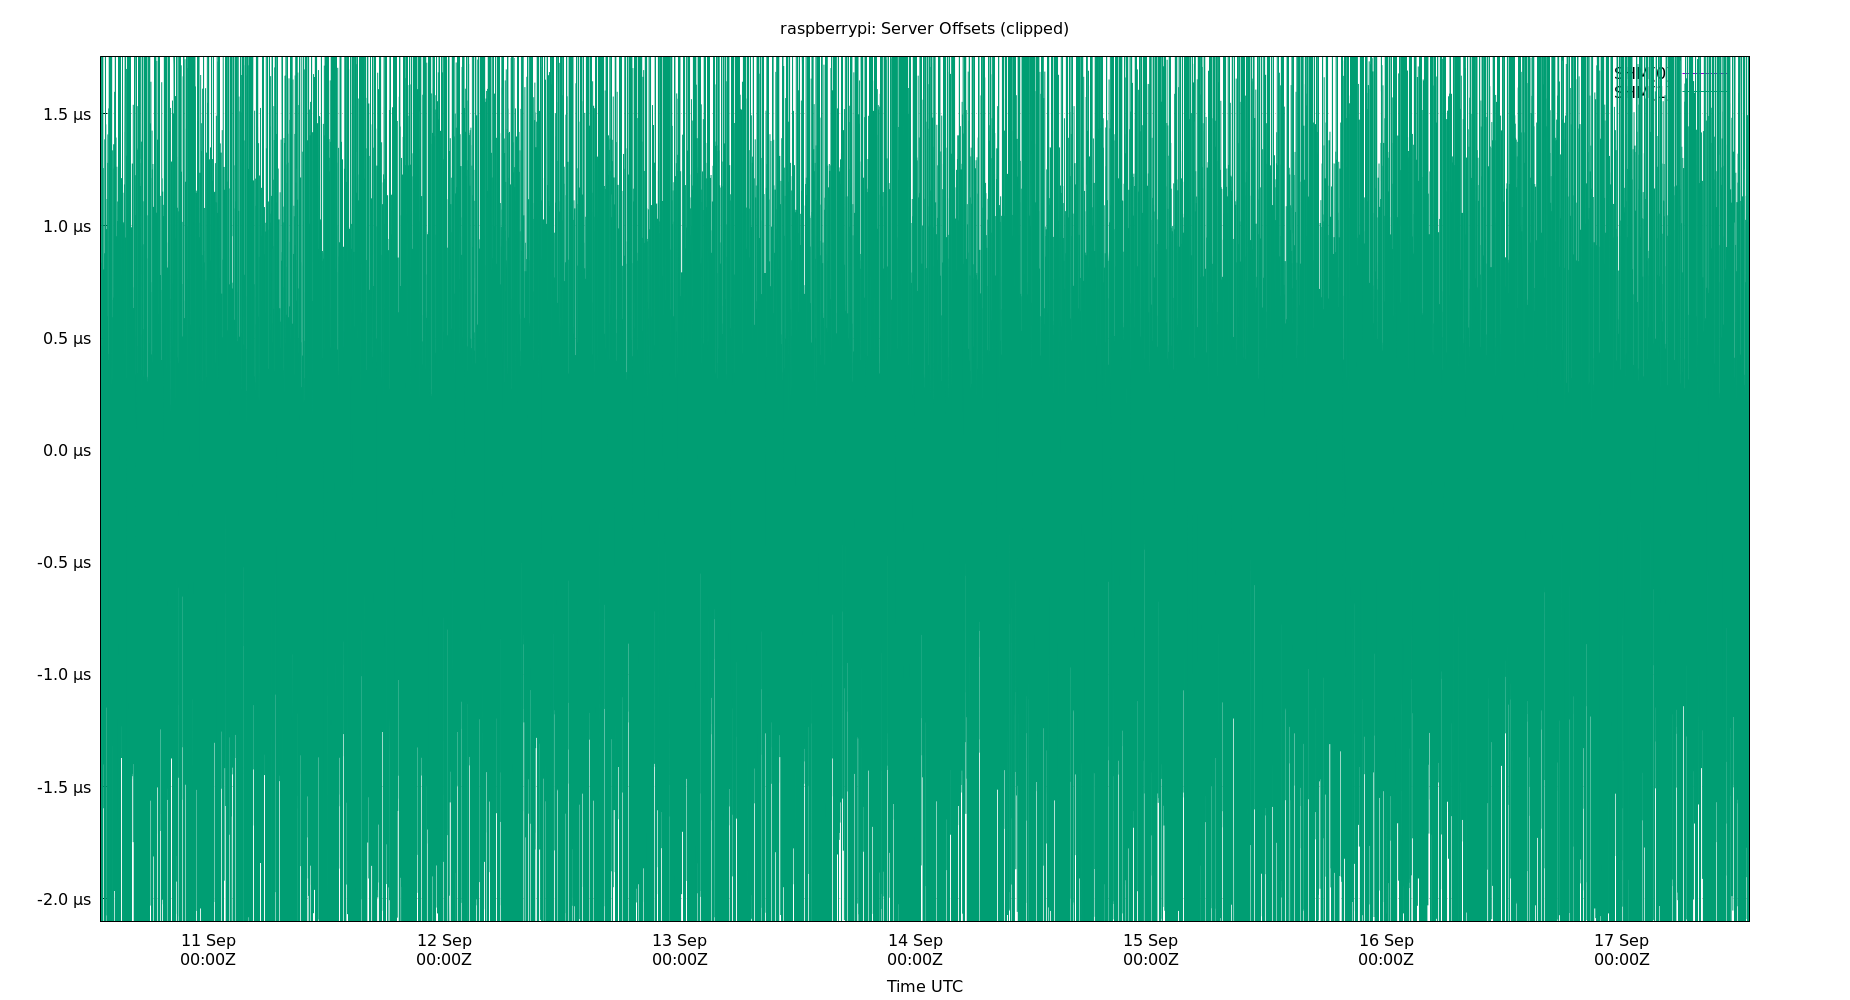 raspberrypi: Server Offsets (clipped)
1.5 µs
1.0 µs
0.5 µs
0.0 µs
-0.5 µs
-1.0 µs
-1.5 µs
-2.0 µs
11 Sep 12 Sep 13 Sep 14 Sep 15 Sep 16 Sep 17 Sep
00:00Z 00:00Z 00:00Z 00:00Z 00:00Z 00:00Z 00:00Z
Time UTC